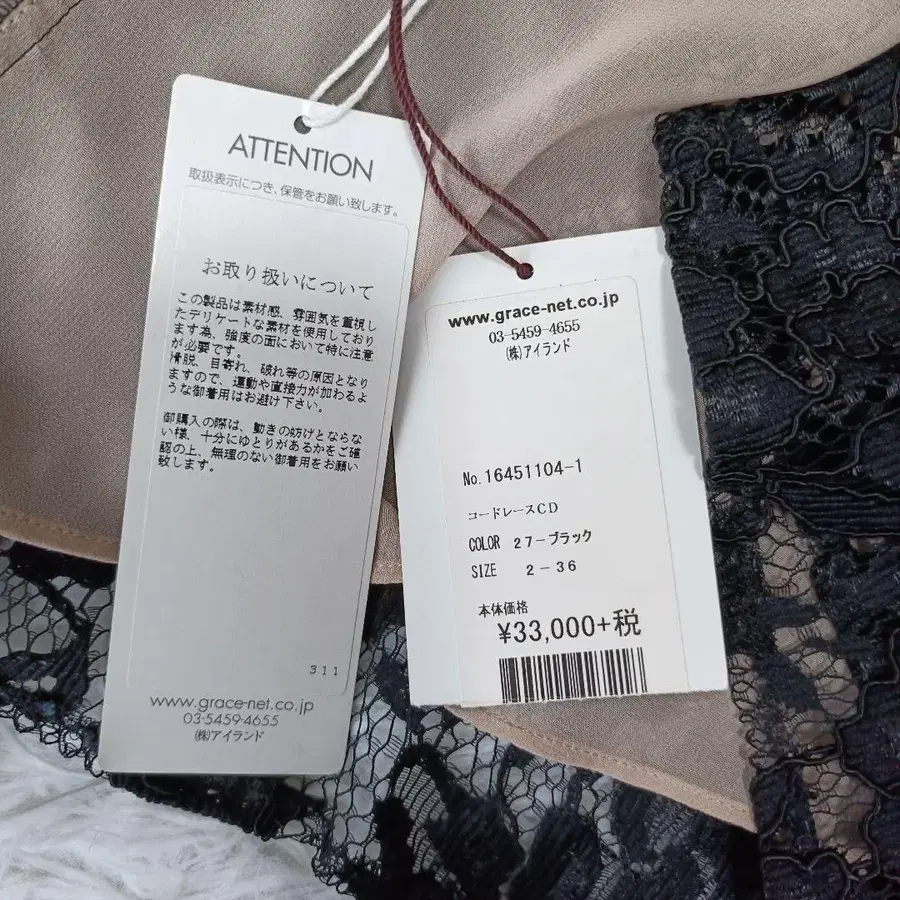 ATTENTION
取扱表示につき、保管をお願い致します。
お取り扱いについて
この製品は素材感、雰囲気を重視し
たデリケートな素材を使用しており
ます為、強度の面において特に注意
が必要です。
滑脱、目寄れ、破れ等の原因となり
ますので、運動や直接力が加わるよ
うな御着用はお避け下さい。
御購入の際は、動きの妨げとならな
い様、十分にゆとりがあるかをご確
認の上、無理のない御着用をお願い
致します。
311
www.grace-net.co.jp
03-5459-4655
(株)アイランド
www.grace-net.co.jp
03-5459-4655
(株)アイランド
No.16451104-1
コードレースCD
COLOR 27-ブラック
SIZE 2-36
本体価格
¥33,000+税